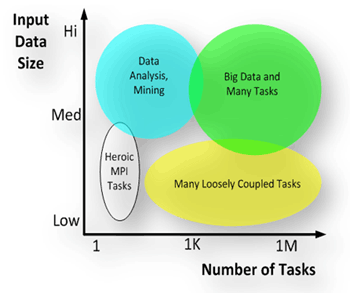 Input
Data
Size
Hi
Med
Low
Data
Analysis,
Mining
Big Data and
Many Tasks
Heroic
MPI
Tasks
Many Loosely Coupled Tasks
1
1K
1M
Number of Tasks